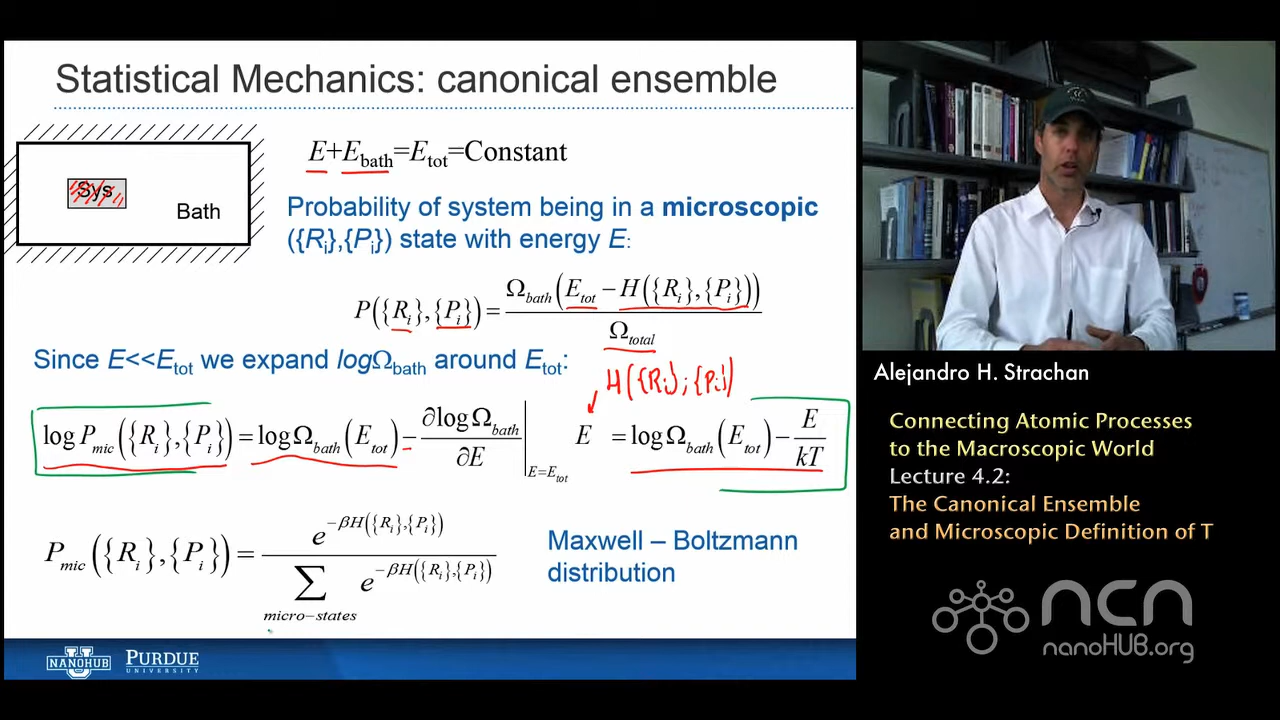 Statistical Mechanics: canonical ensemble
Sys
Bath
E+E_bath=E_tot=Constant
Probability of system being in a microscopic
({R_i},{P_i}) state with energy E:
P({R_i},{P_i}) = Ω_bath(E_tot − H({R_i},{P_i})) / Ω_total
Since E<<E_tot we expand logΩ_bath around E_tot:
H({R_i};{P_i})
log P_mic({R_i},{P_i}) = log Ω_bath(E_tot) − ∂log Ω_bath / ∂E |_E=E_tot E = log Ω_bath(E_tot) − E / kT
P_mic({R_i},{P_i}) = e^−βH({R_i},{P_i}) / ∑_micro−states e^−βH({R_i},{P_i})
Maxwell – Boltzmann
distribution
NANOHUB
PURDUE
UNIVERSITY
Alejandro H. Strachan
Connecting Atomic Processes
to the Macroscopic World
Lecture 4.2:
The Canonical Ensemble
and Microscopic Definition of T
ncn
nanoHUB.org